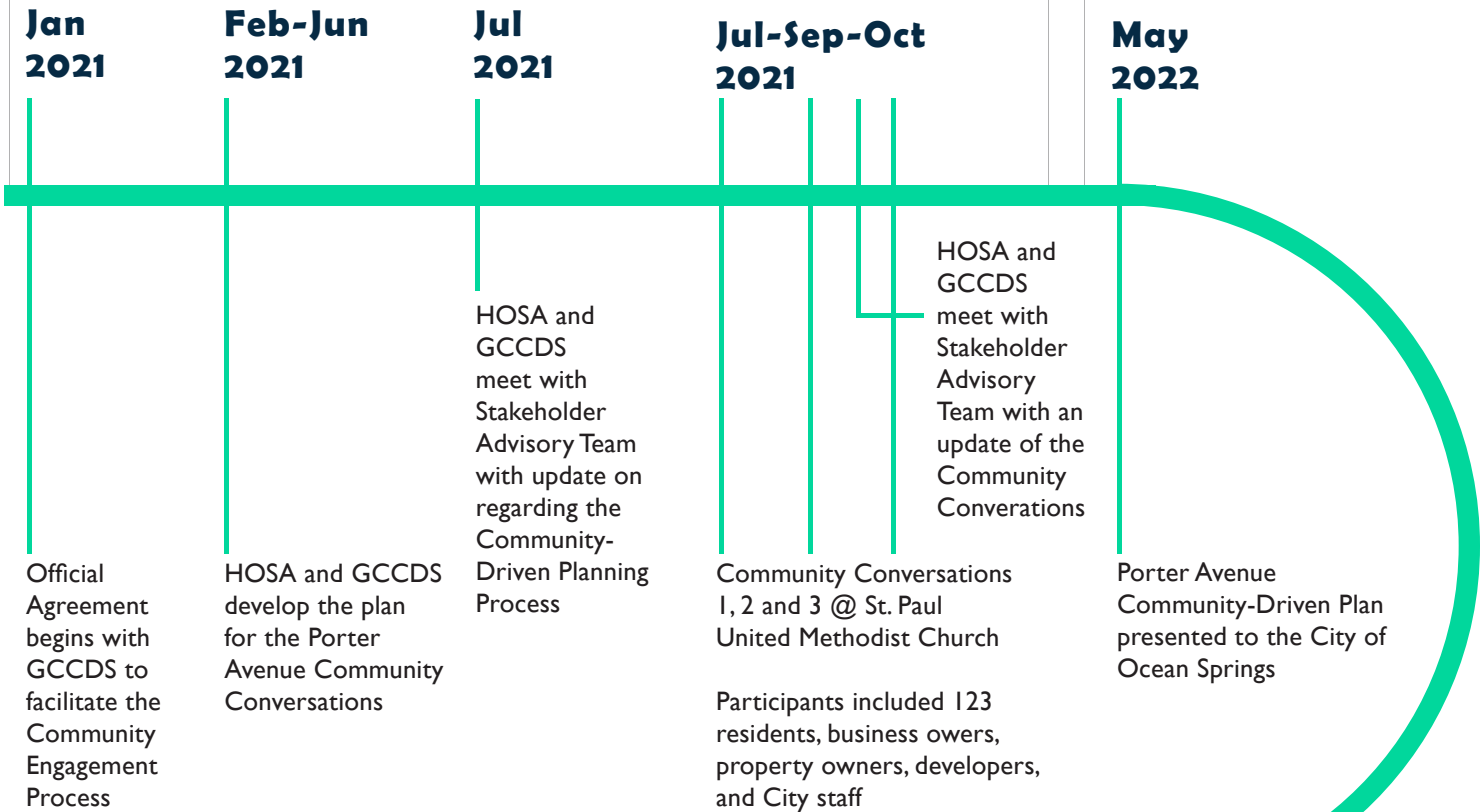 Jan
2021
Feb-Jun
2021
Jul
2021
Jul-Sep-Oct
2021
May
2022
Official
Agreement
begins with
GCCDS to
facilitate the
Community
Engagement
Process
HOSA and GCCDS
develop the plan
for the Porter
Avenue Community
Conversations
HOSA and
GCCDS
meet with
Stakeholder
Advisory Team
with update on
regarding the
Community-
Driven Planning
Process
Community Conversations
1, 2 and 3 @ St. Paul
United Methodist Church
Participants included 123
residents, business owers,
property owners, developers,
and City staff
HOSA and
GCCDS
meet with
Stakeholder
Advisory
Team with an
update of the
Community
Converations
Porter Avenue
Community-Driven Plan
presented to the City of
Ocean Springs